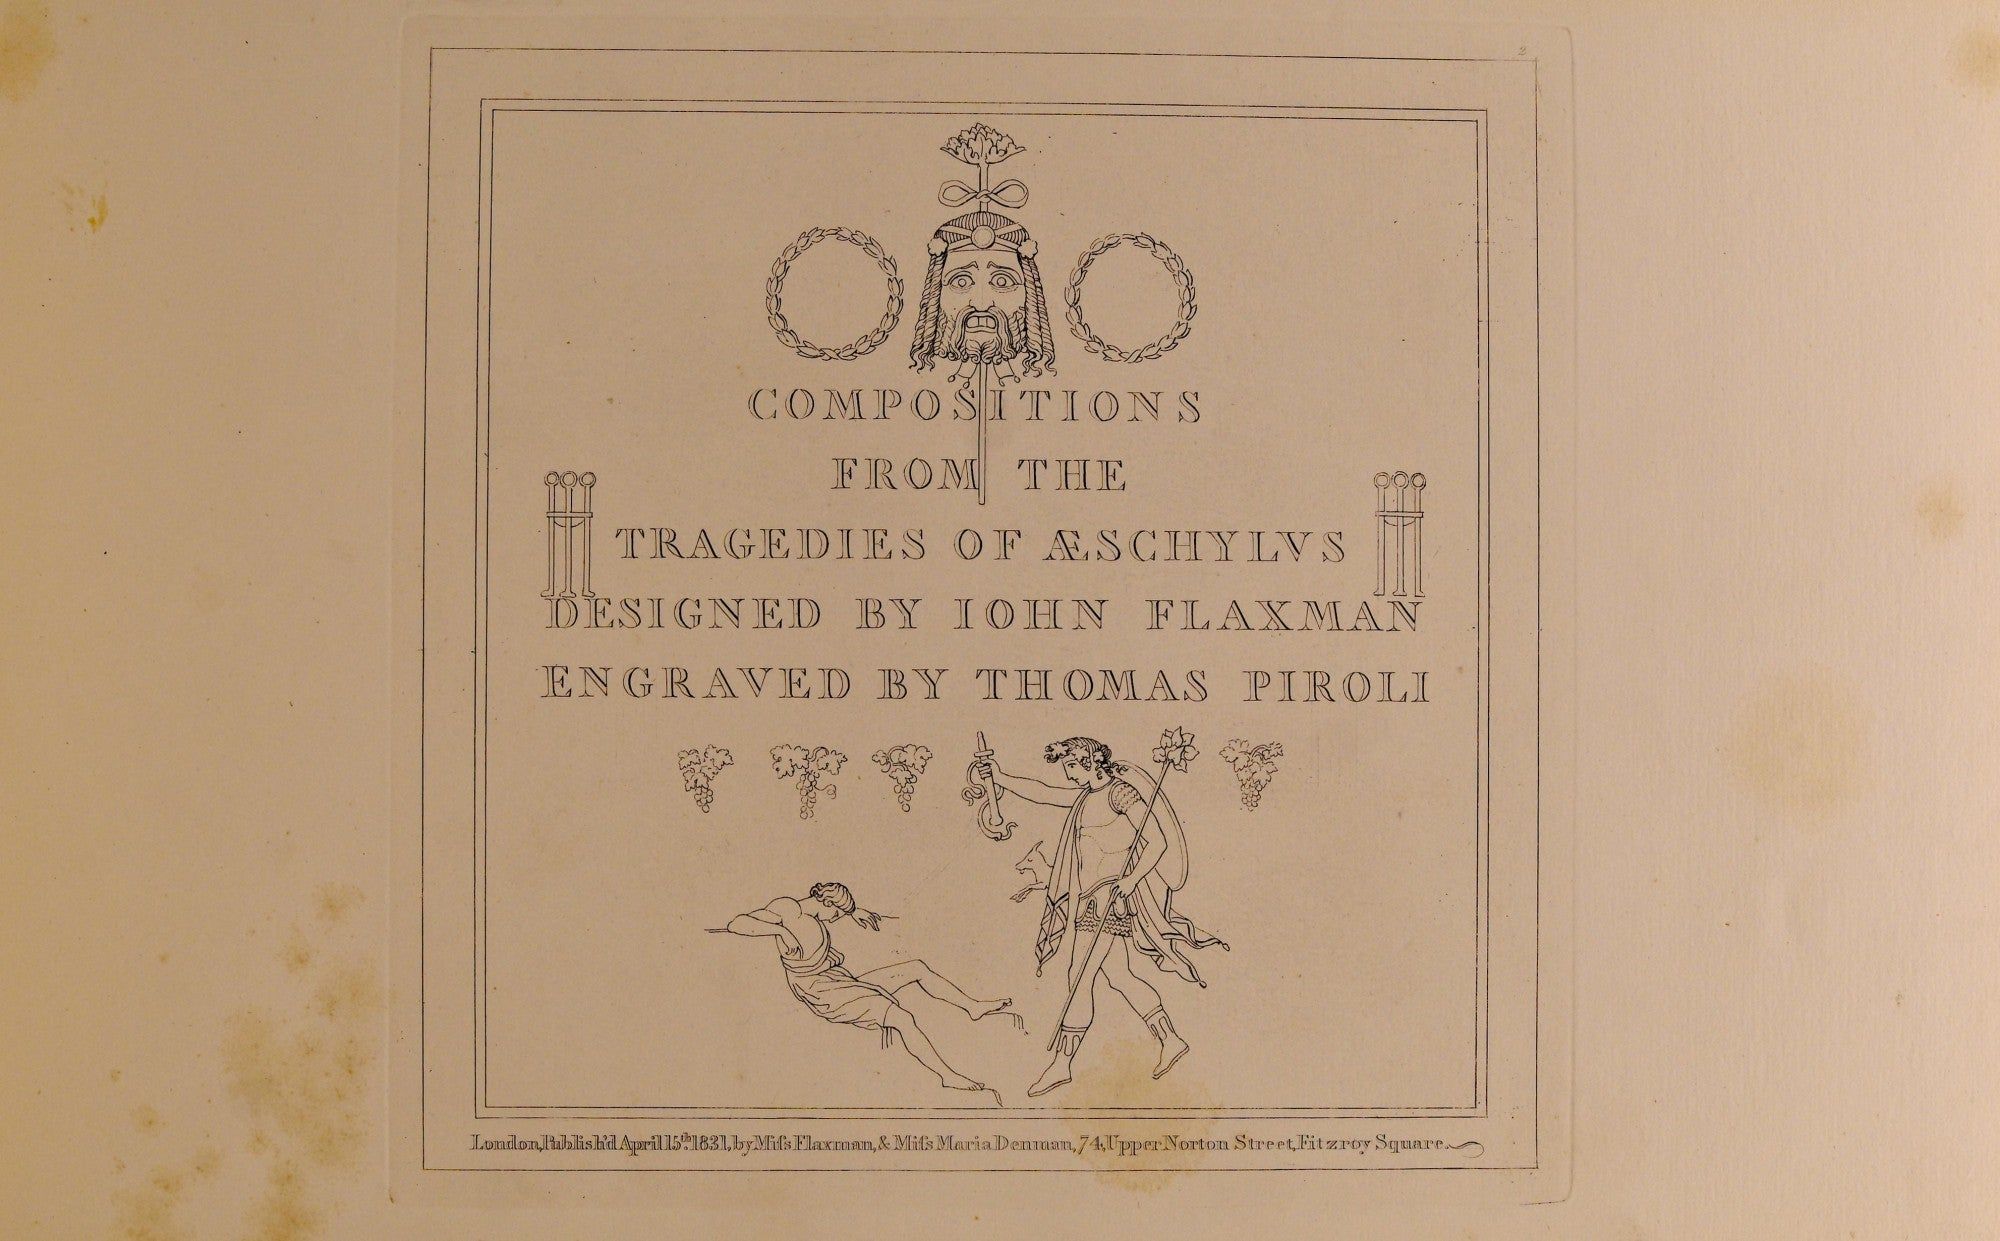 2
COMPOSITIONS
FROM THE
TRAGEDIES OF ÆSCHYLVS
DESIGNED BY IOHN FLAXMAN
ENGRAVED BY THOMAS PIROLI
London, Publish'd April 15th 1831, by Miſs Flaxman, & Miſs Maria Denman, 74, Upper Norton Street, Fitzroy Square.